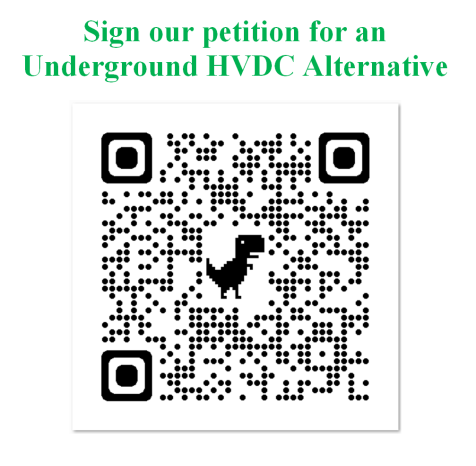 Sign our petition for an
Underground HVDC Alternative